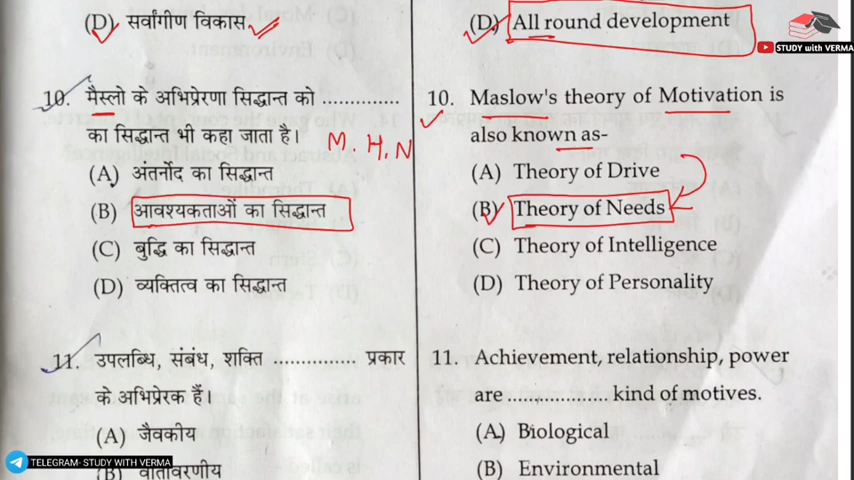 (D) सर्वांगीण विकास
10. मैस्लो के अभिप्रेरणा सिद्धान्त को ...............
का सिद्धान्त भी कहा जाता है।
M. H. N
(A) अंतर्नोद का सिद्धान्त
(B) आवश्यकताओं का सिद्धान्त
(C) बुद्धि का सिद्धान्त
(D) व्यक्तित्व का सिद्धान्त
11. उपलब्धि, संबंध, शक्ति ................ प्रकार
के अभिप्रेरक हैं।
(A) जैवकीय
(B) वातावरणीय
TELEGRAM- STUDY WITH VERMA
(D) All round development
STUDY with VERMA
10. Maslow's theory of Motivation is
also known as-
(A) Theory of Drive
(B) Theory of Needs
(C) Theory of Intelligence
(D) Theory of Personality
11. Achievement, relationship, power
are .................. kind of motives.
(A) Biological
(B) Environmental